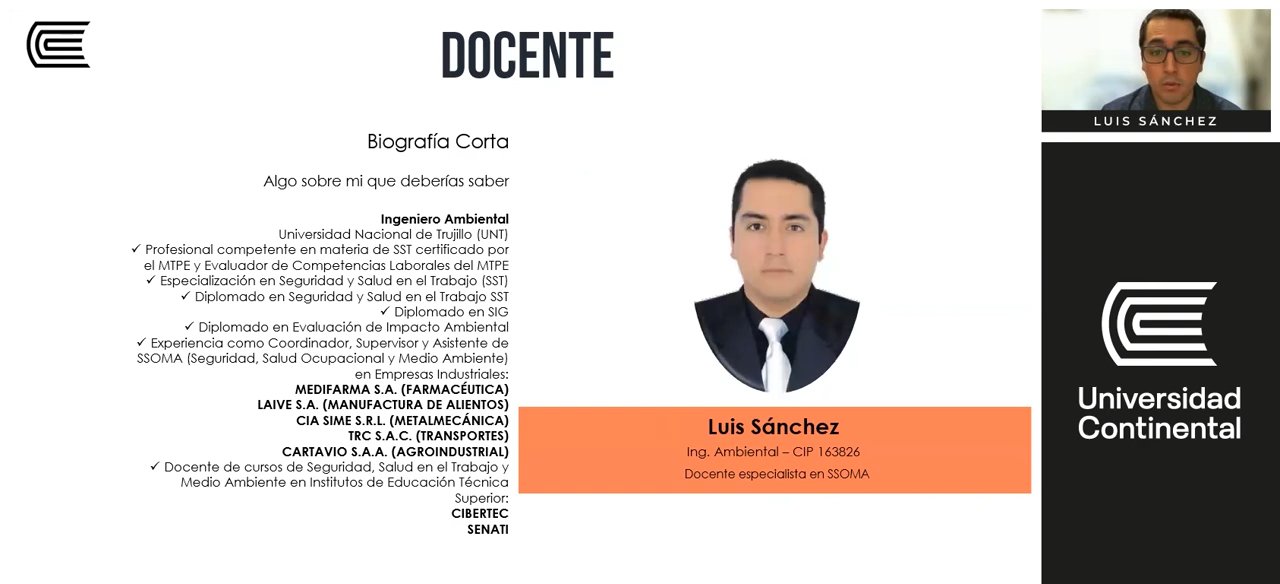 DOCENTE
Biografía Corta
Algo sobre mi que deberías saber
Ingeniero Ambiental
Universidad Nacional de Trujillo (UNT)
✓ Profesional competente en materia de SST certificado por
el MTPE y Evaluador de Competencias Laborales del MTPE
✓ Especialización en Seguridad y Salud en el Trabajo (SST)
✓ Diplomado en Seguridad y Salud en el Trabajo SST
✓ Diplomado en SIG
✓ Diplomado en Evaluación de Impacto Ambiental
✓ Experiencia como Coordinador, Supervisor y Asistente de
SSOMA (Seguridad, Salud Ocupacional y Medio Ambiente)
en Empresas Industriales:
MEDIFARMA S.A. (FARMACÉUTICA)
LAIVE S.A. (MANUFACTURA DE ALIENTOS)
CIA SIME S.R.L. (METALMECÁNICA)
TRC S.A.C. (TRANSPORTES)
CARTAVIO S.A.A. (AGROINDUSTRIAL)
✓ Docente de cursos de Seguridad, Salud en el Trabajo y
Medio Ambiente en Institutos de Educación Técnica
Superior:
CIBERTEC
SENATI
Luis Sánchez
Ing. Ambiental – CIP 163826
Docente especialista en SSOMA
LUIS SÁNCHEZ
Universidad
Continental